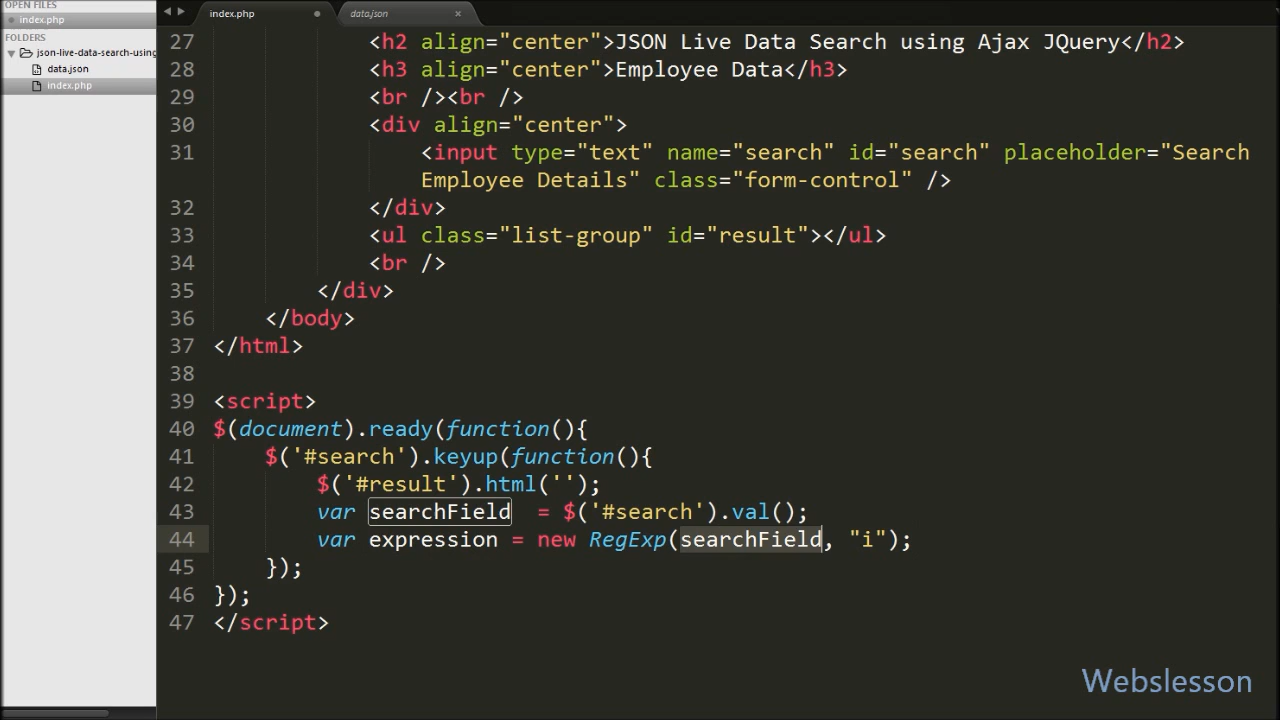 OPEN FILES
index.php
FOLDERS
json-live-data-search-using
data.json
index.php
index.php
data.json
27 <h2 align="center">JSON Live Data Search using Ajax JQuery</h2>
28 <h3 align="center">Employee Data</h3>
29 <br /><br />
30 <div align="center">
31 <input type="text" name="search" id="search" placeholder="Search
Employee Details" class="form-control" />
32 </div>
33 <ul class="list-group" id="result"></ul>
34 <br />
35 </div>
36 </body>
37 </html>
38
39 <script>
40 $(document).ready(function(){
41 $('#search').keyup(function(){
42 $('#result').html('');
43 var searchField  = $('#search').val();
44 var expression = new RegExp(searchField, "i");
45 });
46 });
47 </script>
Webslesson